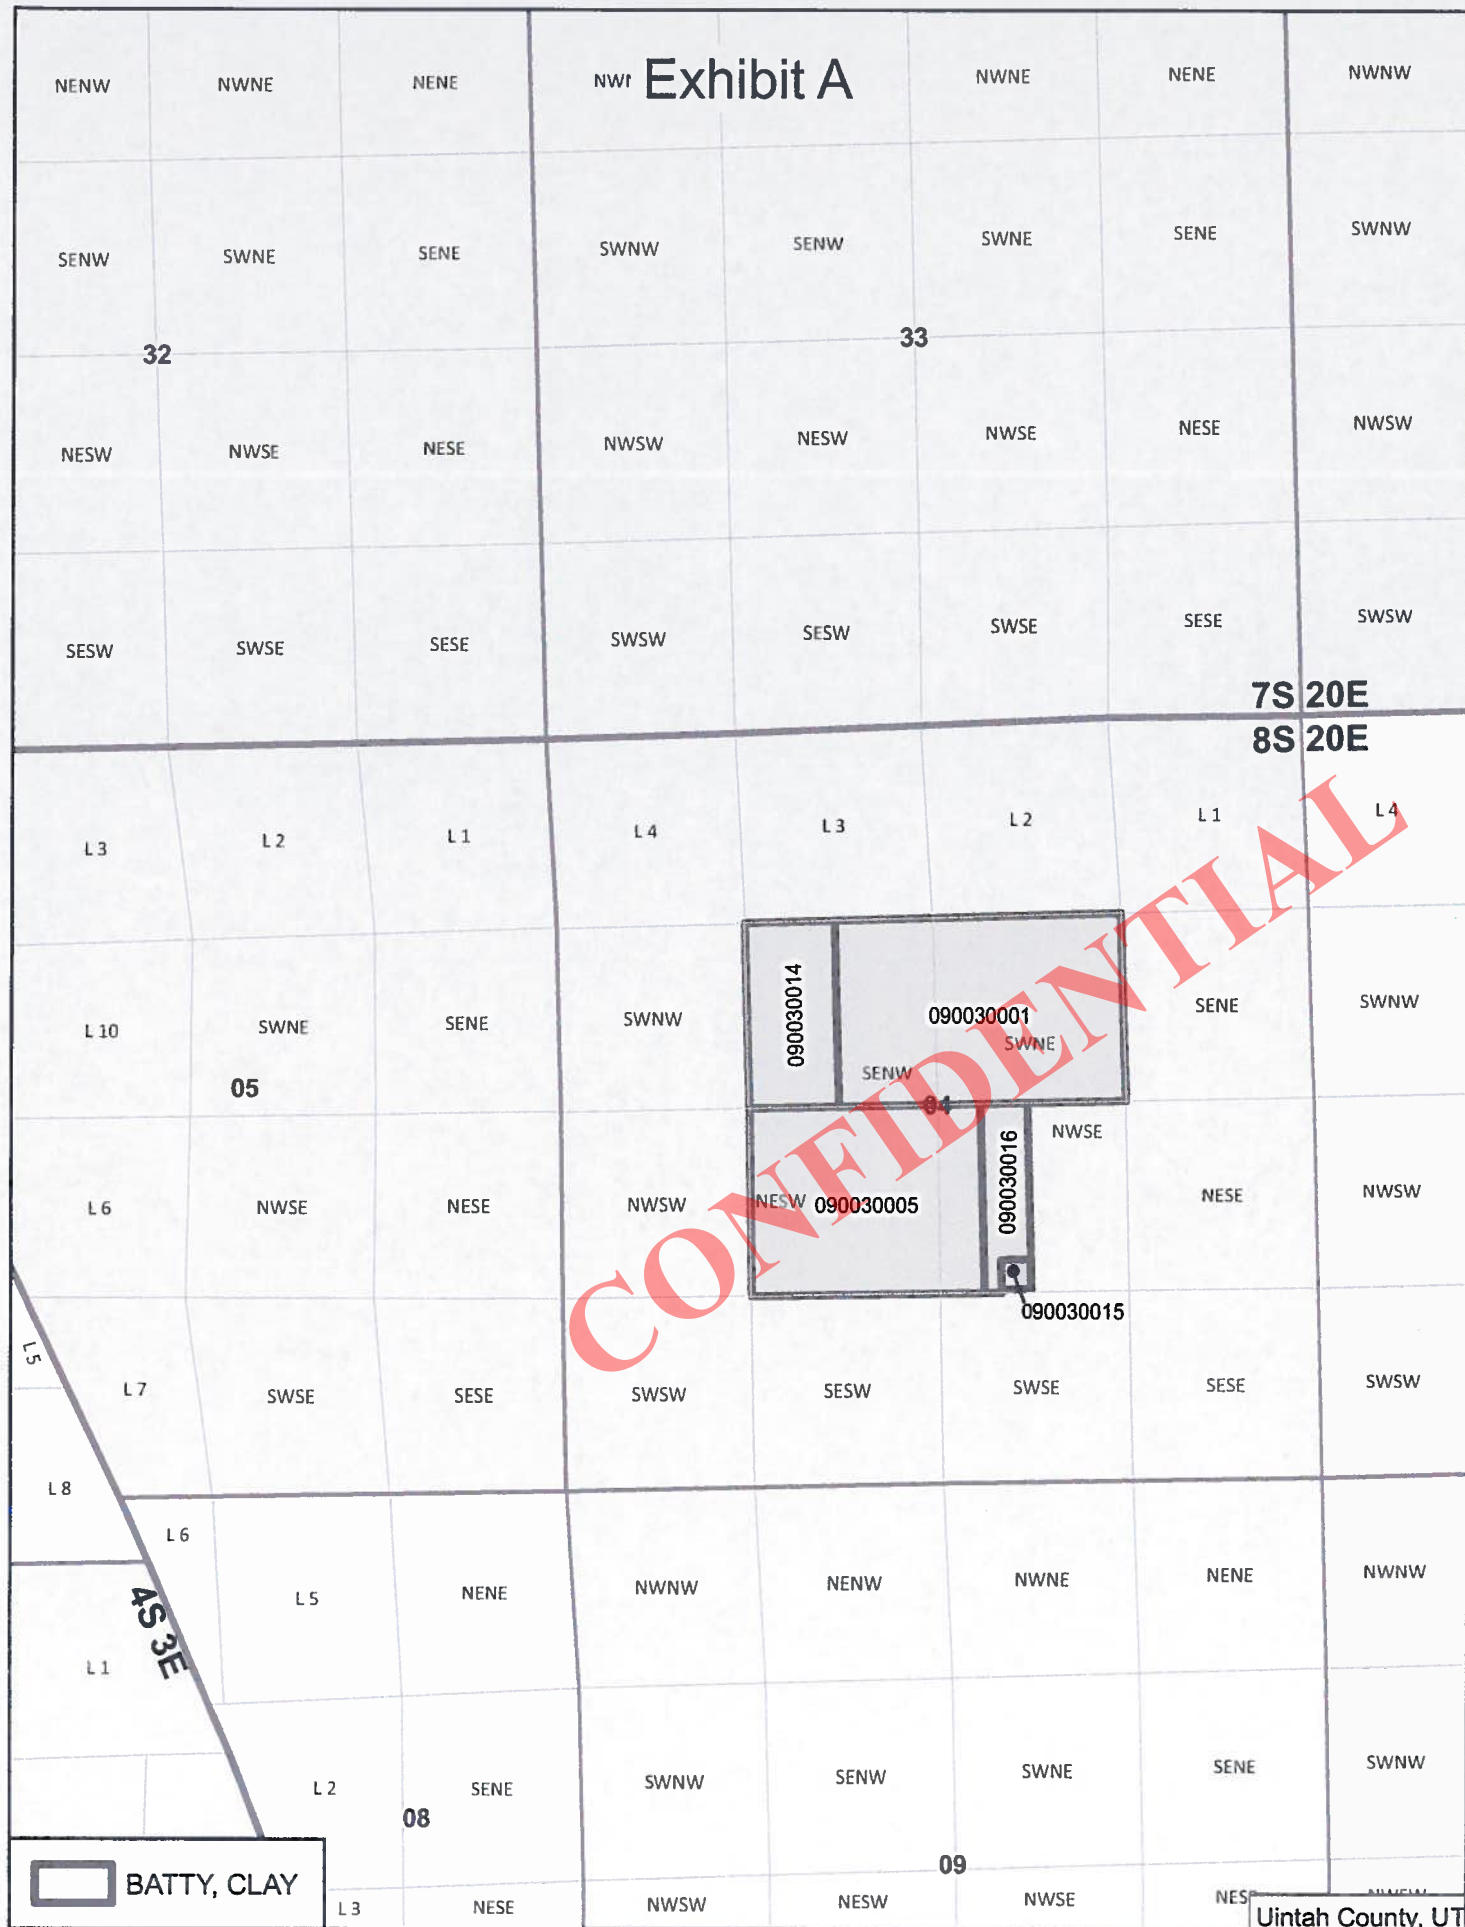 Exhibit A
NENW NWNE NENE NWNE NENE NWNW
SENW SWNE SENE SWNW SENW SWNE SENE SWNW
32 33
NESW NWSE NESE NWSW NESW NWSE NESE NWSW
SESW SWSE SESE SWSW SESW SWSE SESE SWSW
7S 20E
8S 20E
L 3 L 2 L 1 L 4 L 3 L 2 L 1 L 4
CONFIDENTIAL
L 10 SWNE SENE SWNW 090030014 090030001 SENE SWNW
SWNE
SENW
05 04
NWSE
L 6 NWSE NESE NWSW NESW 090030005 090030016 NESE NWSW
090030015
L 5
L 7 SWSE SESE SWSW SESW SWSE SESE SWSW
L 8
L 6
L 5 NENE NWNW NENW NWNE NENE NWNW
4S 3E
L 1
L 2 SENE SWNW SENW SWNE SENE SWNW
08 09
BATTY, CLAY
L 3 NESE NWSW NESW NWSE
Uintah County, UT